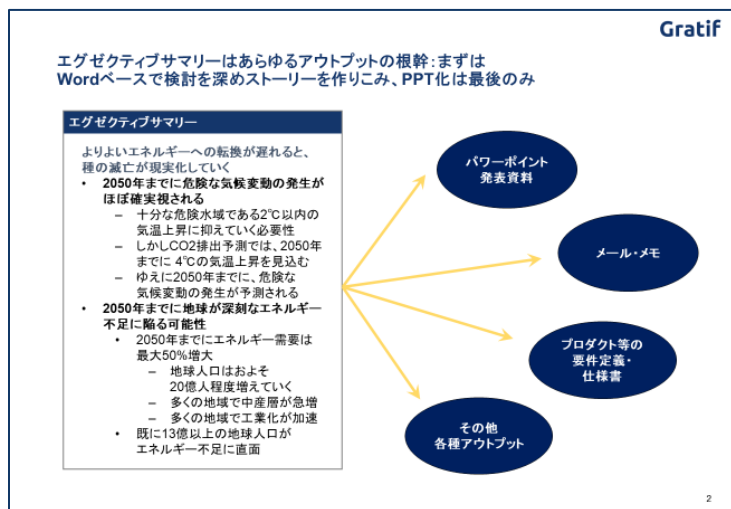 Gratif
エグゼクティブサマリーはあらゆるアウトプットの根幹：まずは
Wordベースで検討を深めストーリーを作りこみ、PPT化は最後のみ
エグゼクティブサマリー
よりよいエネルギーへの転換が遅れると、
種の滅亡が現実化していく
• 2050年までに危険な気候変動の発生が
ほぼ確実視される
– 十分な危険水域である2℃以内の
気温上昇に抑えていく必要性
– しかしCO2排出予測では、2050年
までに 4℃の気温上昇を見込む
– ゆえに2050年までに、危険な
気候変動の発生が予測される
• 2050年までに地球が深刻なエネルギー
不足に陥る可能性
• 2050年までにエネルギー需要は
最大50%増大
– 地球人口はおよそ
20億人程度増えていく
– 多くの地域で中産層が急増
– 多くの地域で工業化が加速
• 既に13億以上の地球人口が
エネルギー不足に直面
パワーポイント
発表資料
メール・メモ
プロダクト等の
要件定義・
仕様書
その他
各種アウトプット
2